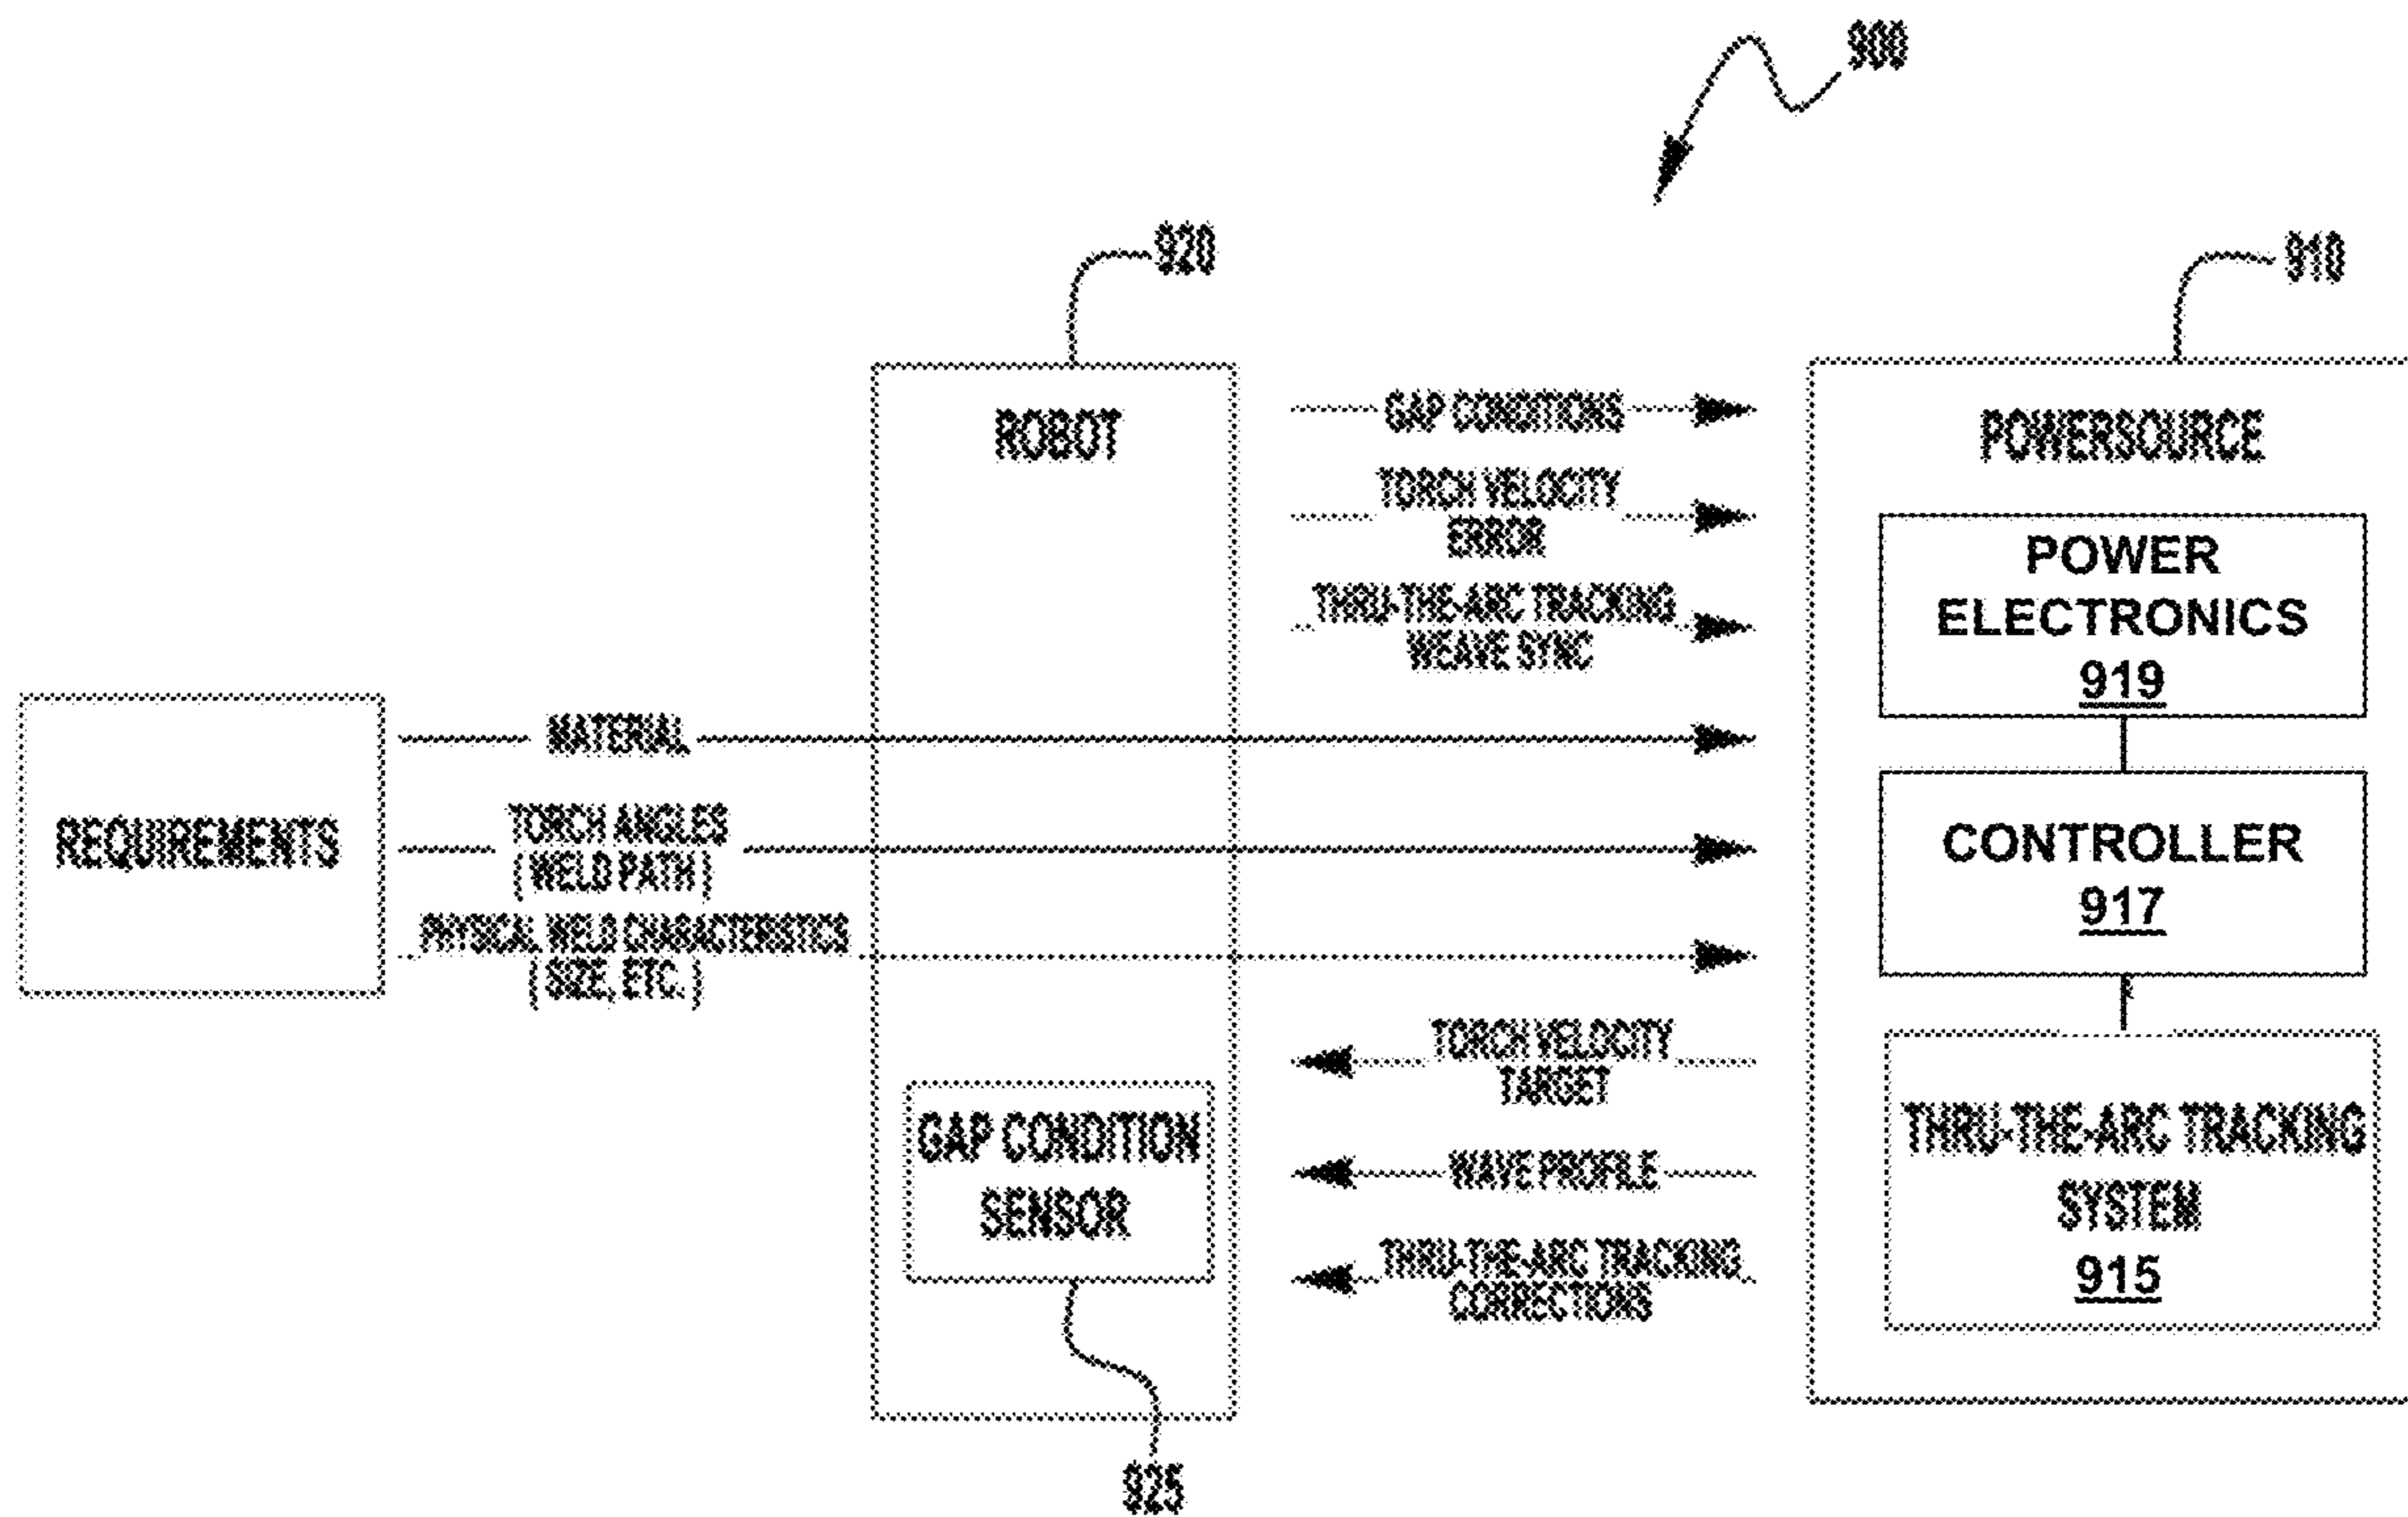 900
920
910
ROBOT
GAP CONDITIONS
POWERSOURCE
TORCH VELOCITY
ERROR
POWER
ELECTRONICS
919
THRU-THE-ARC TRACKING
WEAVE SYNC
MATERIAL
REQUIREMENTS
TORCH ANGLES
( WELD PATH )
CONTROLLER
917
PHYSICAL WELD CHARACTERISTICS
( SIZE, ETC. )
TORCH VELOCITY
TARGET
GAP CONDITION
SENSOR
WAVE PROFILE
THRU-THE-ARC TRACKING
SYSTEM
915
THRU-THE-ARC TRACKING
CORRECTIONS
925